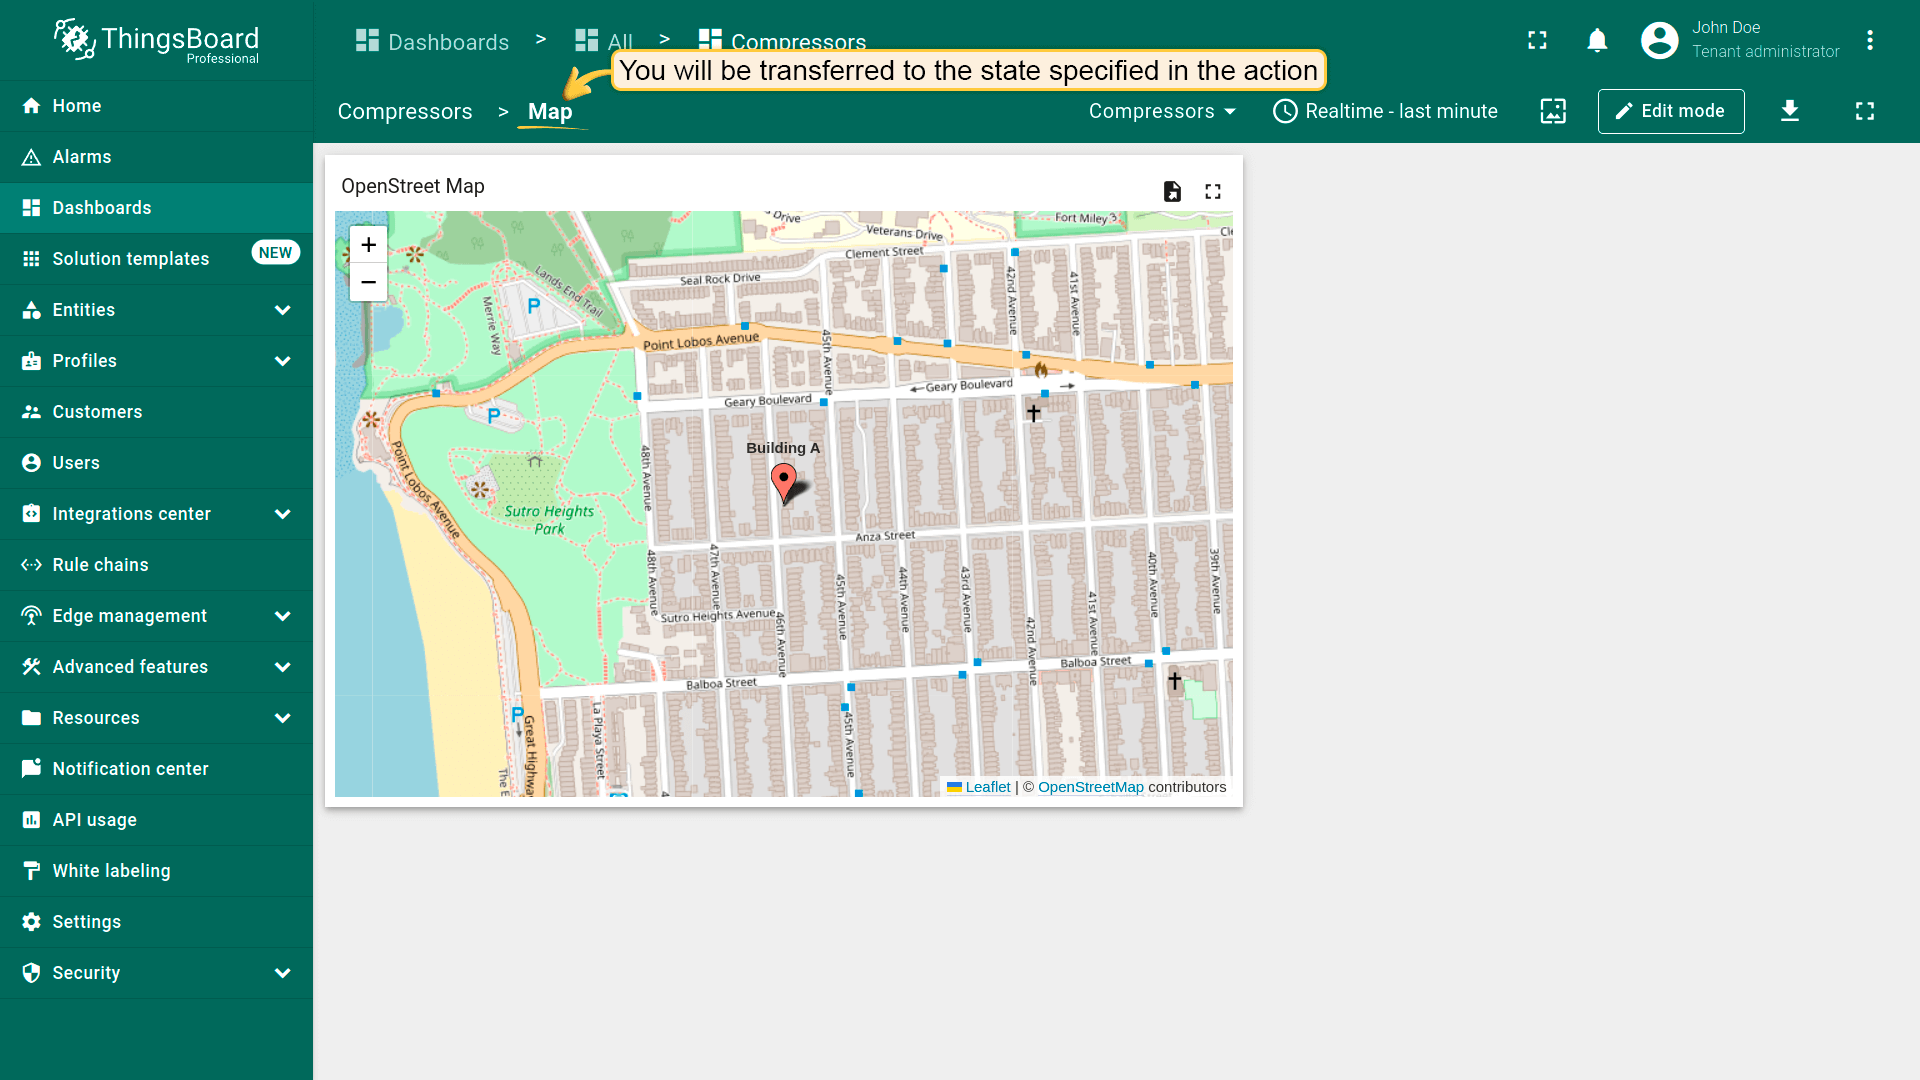 ThingsBoard
Professional
Dashboards > All > Compressors
John Doe
Tenant administrator
You will be transferred to the state specified in the action
Compressors > Map
Compressors
Realtime - last minute
Edit mode
Home
Alarms
Dashboards
Solution templates
NEW
Entities
Profiles
Customers
Users
Integrations center
Rule chains
Edge management
Advanced features
Resources
Notification center
API usage
White labeling
Settings
Security
OpenStreet Map
+
−
Drive
Fort Miley
Veterans Drive
Clement Street
Seal Rock Drive
Lands End Trail
Merrie Way
P
42nd Avenue
41st Avenue
Point Lobos Avenue
45th Avenue
Geary Boulevard
Geary Boulevard
P
Building A
Point Lobos Avenue
48th Avenue
Sutro Heights
Park
Anza Street
48th Avenue
47th Avenue
45th Avenue
44th Avenue
43rd Avenue
40th Avenue
39th Avenue
41st Avenue
Sutro Heights Avenue
46th Avenue
42nd Avenue
Balboa Street
Balboa Street
P
Great Highway
La Playa Street
45th Avenue
Leaflet | © OpenStreetMap contributors